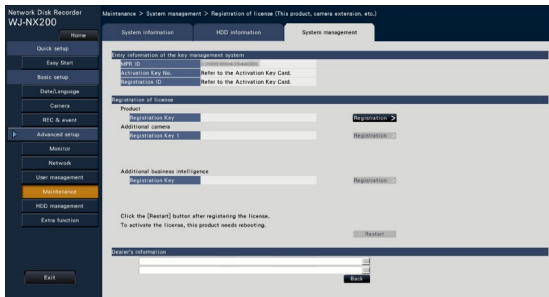 Network Disk Recorder
WJ-NX200
Home
Quick setup
Easy Start
Basic setup
Date/Language
Camera
REC & event
Advanced setup
Monitor
Network
User management
Maintenance
HDD management
Extra function
Exit
Maintenance > System management > Registration of license (This product, camera extension, etc.)
System information
HDD information
System management
Entry information of the key management system
MPR ID
Activation Key No. Refer to the Activation Key Card.
Registration ID Refer to the Activation Key Card.
Registration of license
Product
Registration Key Registration >
Additional camera
Registration Key 1 Registration
Additional business intelligence
Registration Key Registration
Click the [Restart] button after registering the license.
To activate the license, this product needs rebooting.
Restart
Dealer's information
Back